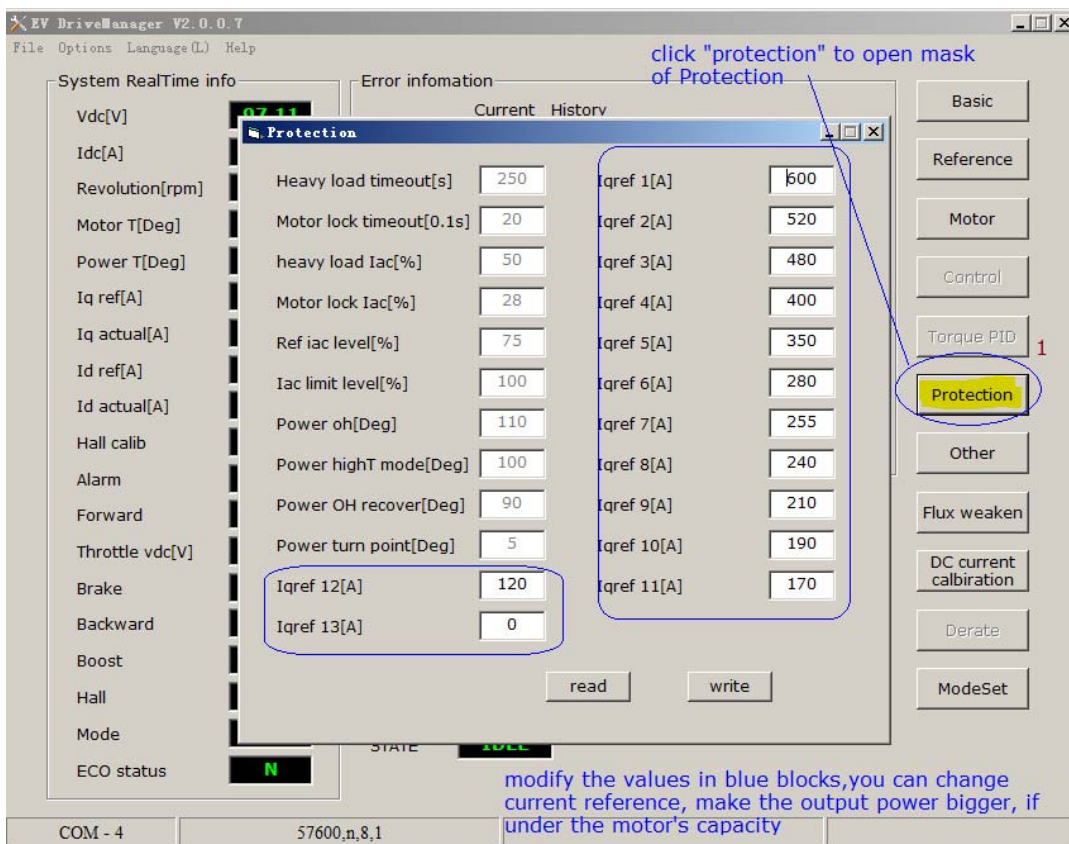 EV DriveManager V2.0.0.7
File Options Language(L) Help
click "protection" to open mask
of Protection
System RealTime info
Error infomation
Current History
Vdc[V]
97.11
Idc[A]
Revolution[rpm]
Motor T[Deg]
Power T[Deg]
Iq ref[A]
Iq actual[A]
Id ref[A]
Id actual[A]
Hall calib
Alarm
Forward
Throttle vdc[V]
Brake
Backward
Boost
Hall
Mode
ECO status
N
Protection
Heavy load timeout[s] 250
Motor lock timeout[0.1s] 20
heavy load Iac[%] 50
Motor lock Iac[%] 28
Ref iac level[%] 75
Iac limit level[%] 100
Power oh[Deg] 110
Power highT mode[Deg] 100
Power OH recover[Deg] 90
Power turn point[Deg] 5
Iqref 12[A] 120
Iqref 13[A] 0
Iqref 1[A] 600
Iqref 2[A] 520
Iqref 3[A] 480
Iqref 4[A] 400
Iqref 5[A] 350
Iqref 6[A] 280
Iqref 7[A] 255
Iqref 8[A] 240
Iqref 9[A] 210
Iqref 10[A] 190
Iqref 11[A] 170
read write
STATE IDLE
Basic
Reference
Motor
Control
Torque PID
1
Protection
Other
Flux weaken
DC current
calbiration
Derate
ModeSet
modify the values in blue blocks,you can change
current reference, make the output power bigger, if
under the motor's capacity
COM - 4 57600,n,8,1